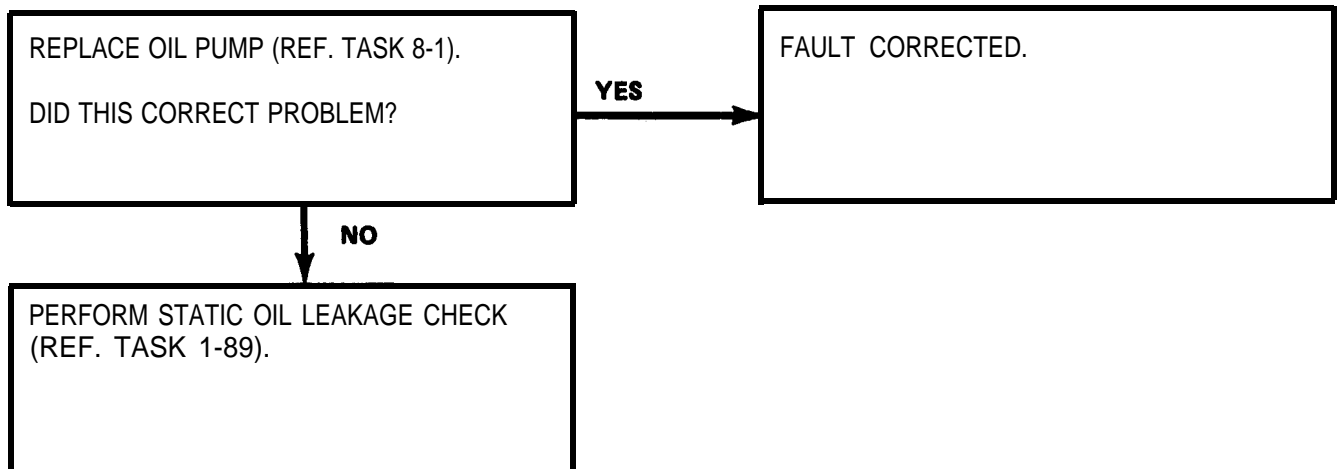 REPLACE OIL PUMP (REF. TASK 8-1).
DID THIS CORRECT PROBLEM?
YES
FAULT CORRECTED.
NO
PERFORM STATIC OIL LEAKAGE CHECK
(REF. TASK 1-89).